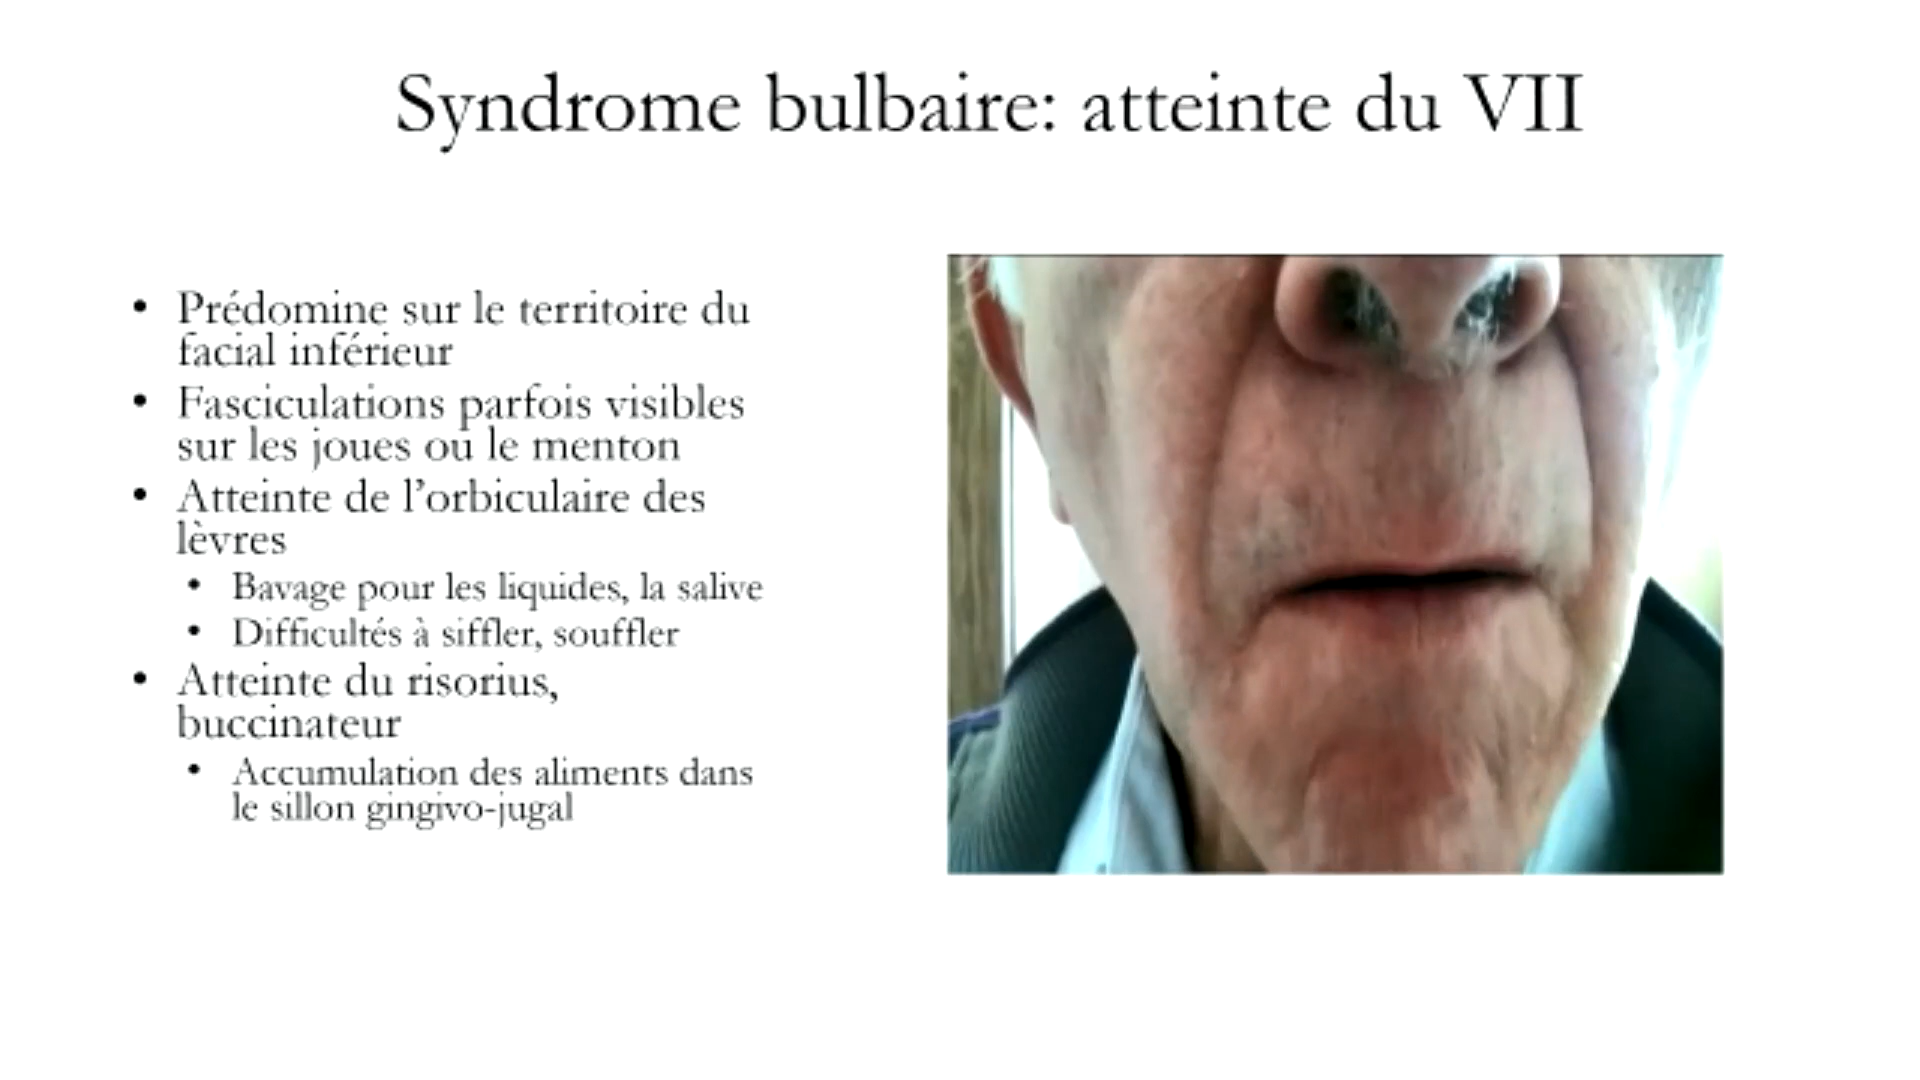 Syndrome bulbaire: atteinte du VII
• Prédomine sur le territoire du
facial inférieur
• Fasciculations parfois visibles
sur les joues ou le menton
• Atteinte de l’orbiculaire des
lèvres
• Bavage pour les liquides, la salive
• Difficultés à siffler, souffler
• Atteinte du risorius,
buccinateur
• Accumulation des aliments dans
le sillon gingivo-jugal